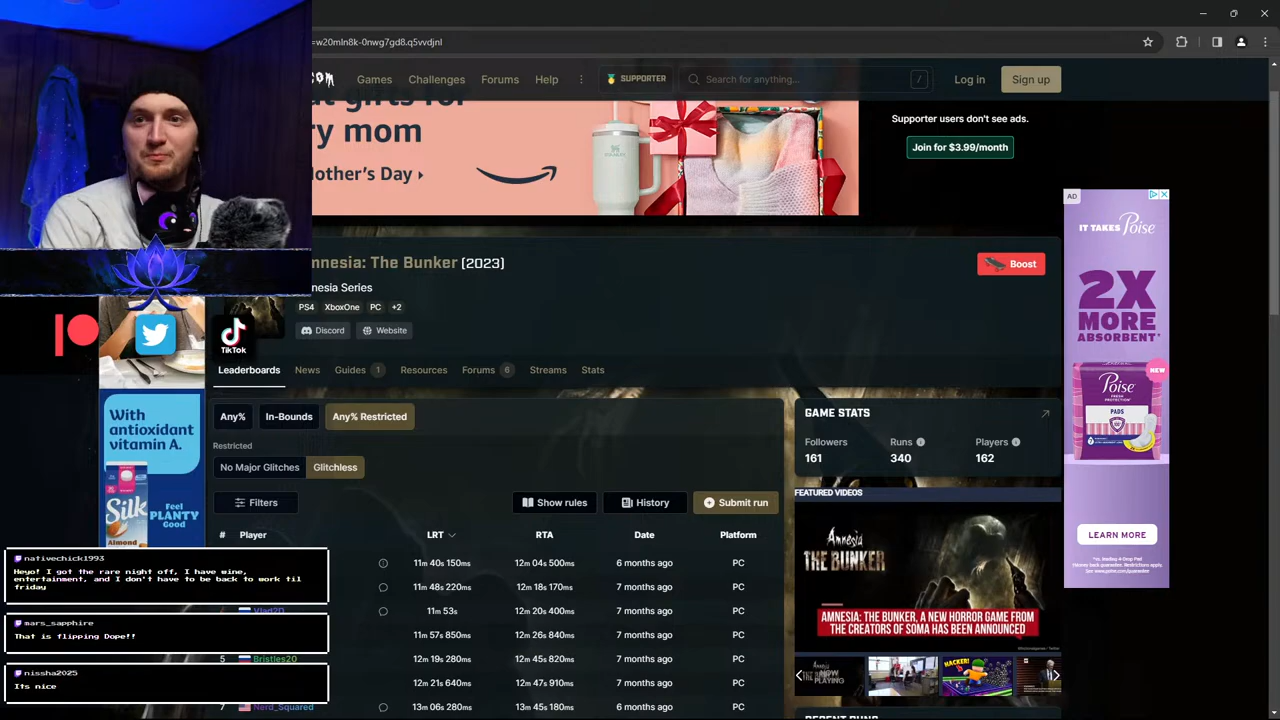 =w20mln8k-0nwg7gd8.q5vvdjnl
Games
Challenges
Forums
Help
SUPPORTER
Search for anything...
/
Log in
Sign up
gifts for
mom
other's Day
STANLEY
Supporter users don't see ads.
Join for $3.99/month
AD
IT TAKES Poise
2X
MORE
ABSORBENT*
NEW
Poise
PADS
LEARN MORE
mnesia: The Bunker (2023)
nesia Series
PS4
XboxOne
PC
+2
Discord
Website
Boost
TikTok
Leaderboards
News
Guides 1
Resources
Forums 6
Streams
Stats
With
antioxidant
vitamin A.
Silk
Almond
Feel
PLANTY
Good
Any%
In-Bounds
Any% Restricted
Restricted
No Major Glitches
Glitchless
Filters
Show rules
History
Submit run
# Player LRT RTA Date Platform
11m 40s 150ms 12m 11s 500ms 6 months ago PC
11m 48s 220ms 12m 18s 170ms 7 months ago PC
Vlad2D 11m 53s 12m 20s 400ms 7 months ago PC
11m 57s 850ms 12m 26s 840ms 7 months ago PC
5 Bristles20 12m 19s 280ms 12m 45s 820ms 7 months ago PC
12m 21s 640ms 12m 47s 910ms 7 months ago PC
7 Nerd_Squared 13m 06s 280ms 13m 45s 180ms 7 months ago PC
GAME STATS
Followers Runs Players
161 340 162
FEATURED VIDEOS
Amnesia
THE BUNKER
AMNESIA: THE BUNKER, A NEW HORROR GAME FROM
THE CREATORS OF SOMA HAS BEEN ANNOUNCED
NOW
PLAYING
HACKER!
RECENT RUNS
nativechick1993
Heyo! I got the rare night off, I have wine,
entertainment, and I don't have to be back to work til
friday
mars_sapphire
That is flipping Dope!!
nissha2025
Its nice